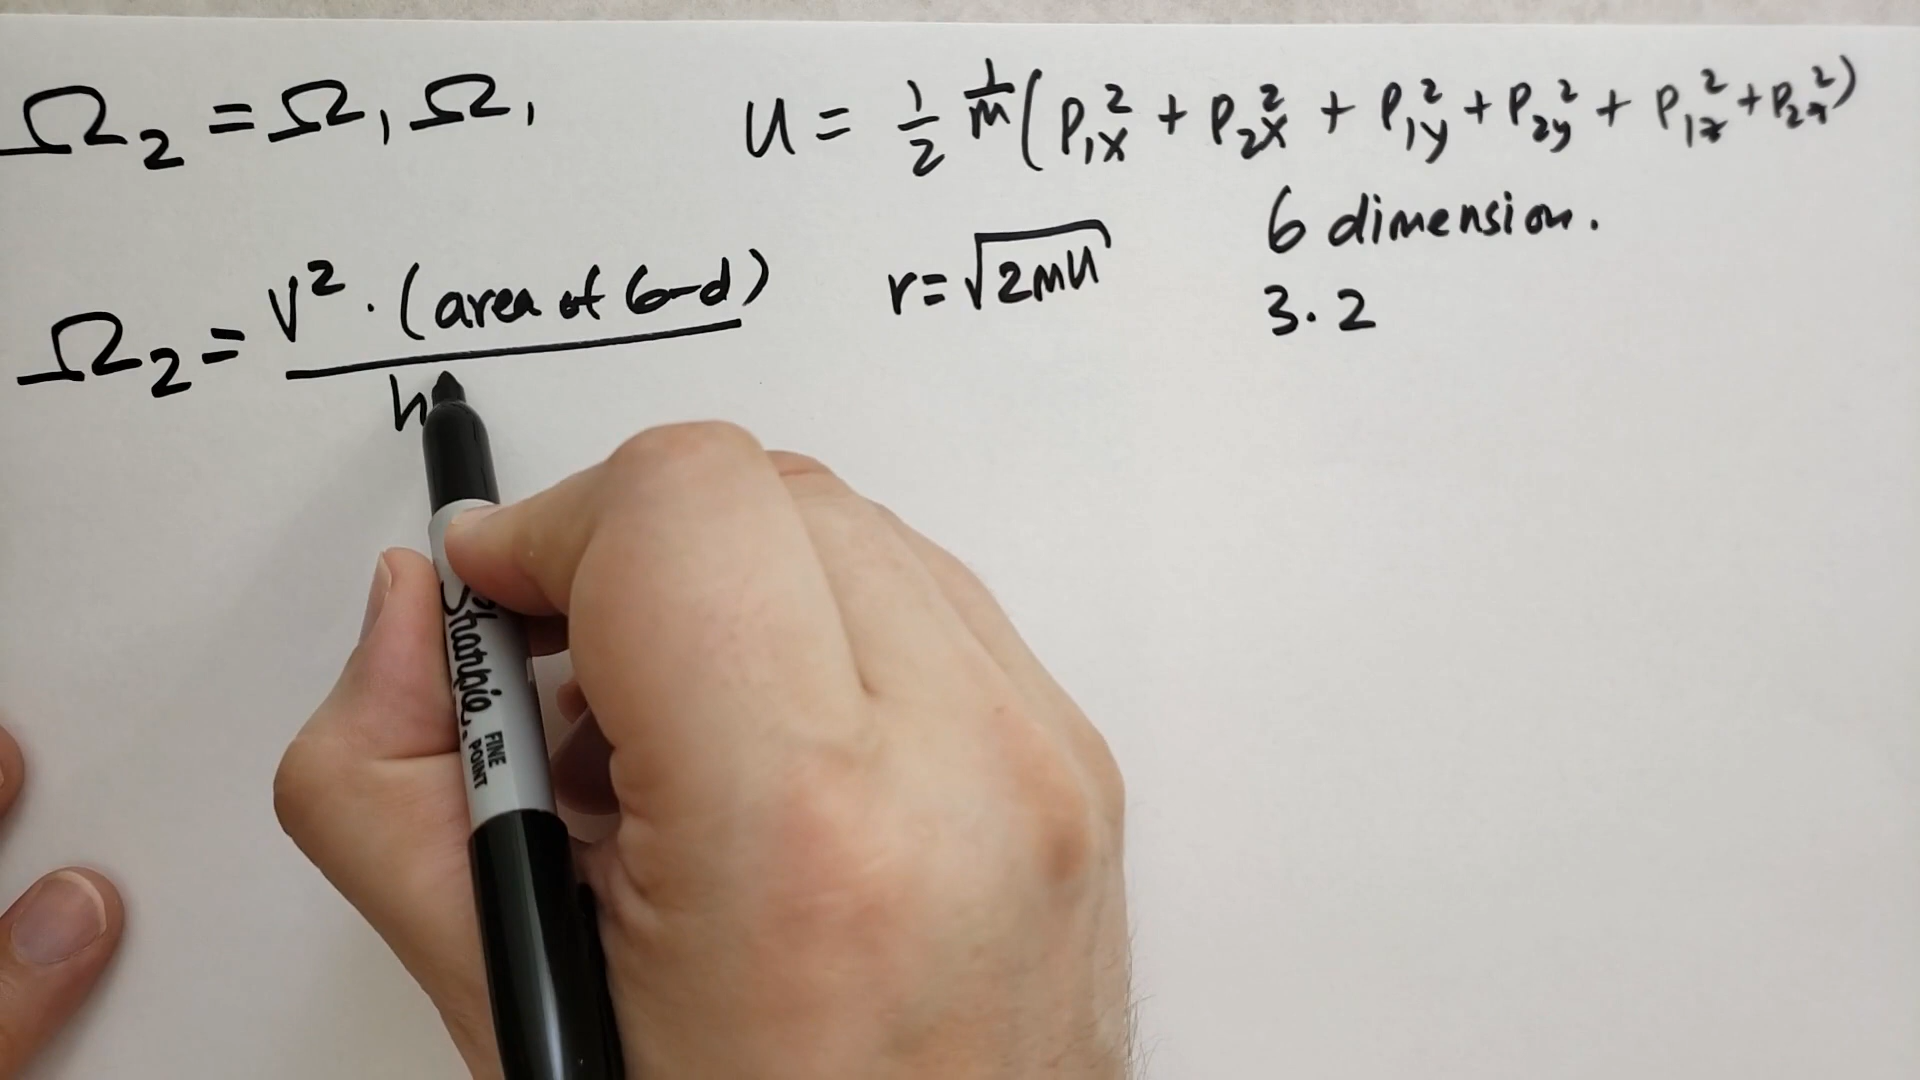 Ω₂ = Ω₁ Ω₁
U = 1/2 1/m (P₁ₓ² + P₂ₓ² + P₁y² + P₂y² + P₁z² + P₂z²)
6 dimension.
Ω₂ = V² · (area of 6-d) / h
r = √2mU
3 · 2
Sharpie.
FINE
POINT